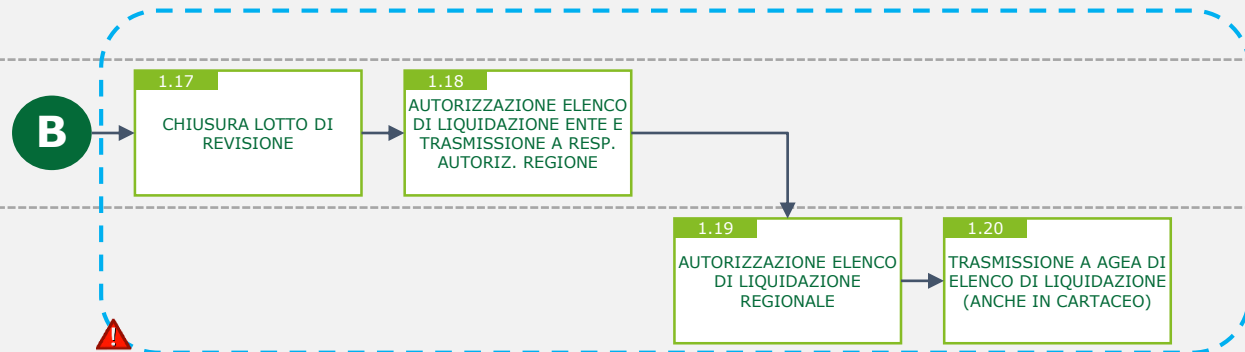 B
1.17
CHIUSURA LOTTO DI
REVISIONE
1.18
AUTORIZZAZIONE ELENCO
DI LIQUIDAZIONE ENTE E
TRASMISSIONE A RESP.
AUTORIZ. REGIONE
1.19
AUTORIZZAZIONE ELENCO
DI LIQUIDAZIONE
REGIONALE
1.20
TRASMISSIONE A AGEA DI
ELENCO DI LIQUIDAZIONE
(ANCHE IN CARTACEO)
!